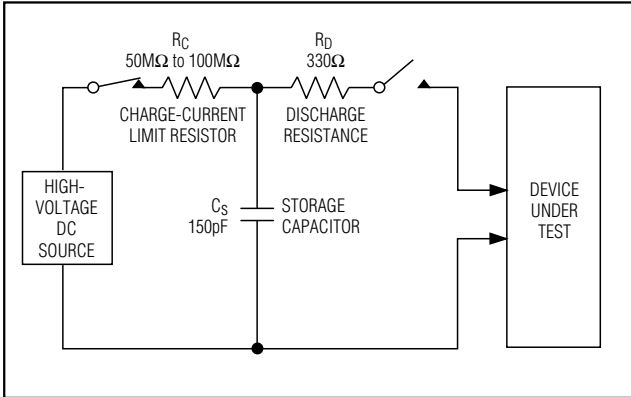 RC
50MΩ to 100MΩ
CHARGE-CURRENT
LIMIT RESISTOR
RD
330Ω
DISCHARGE
RESISTANCE
HIGH-
VOLTAGE
DC
SOURCE
CS
150pF
STORAGE
CAPACITOR
DEVICE
UNDER
TEST